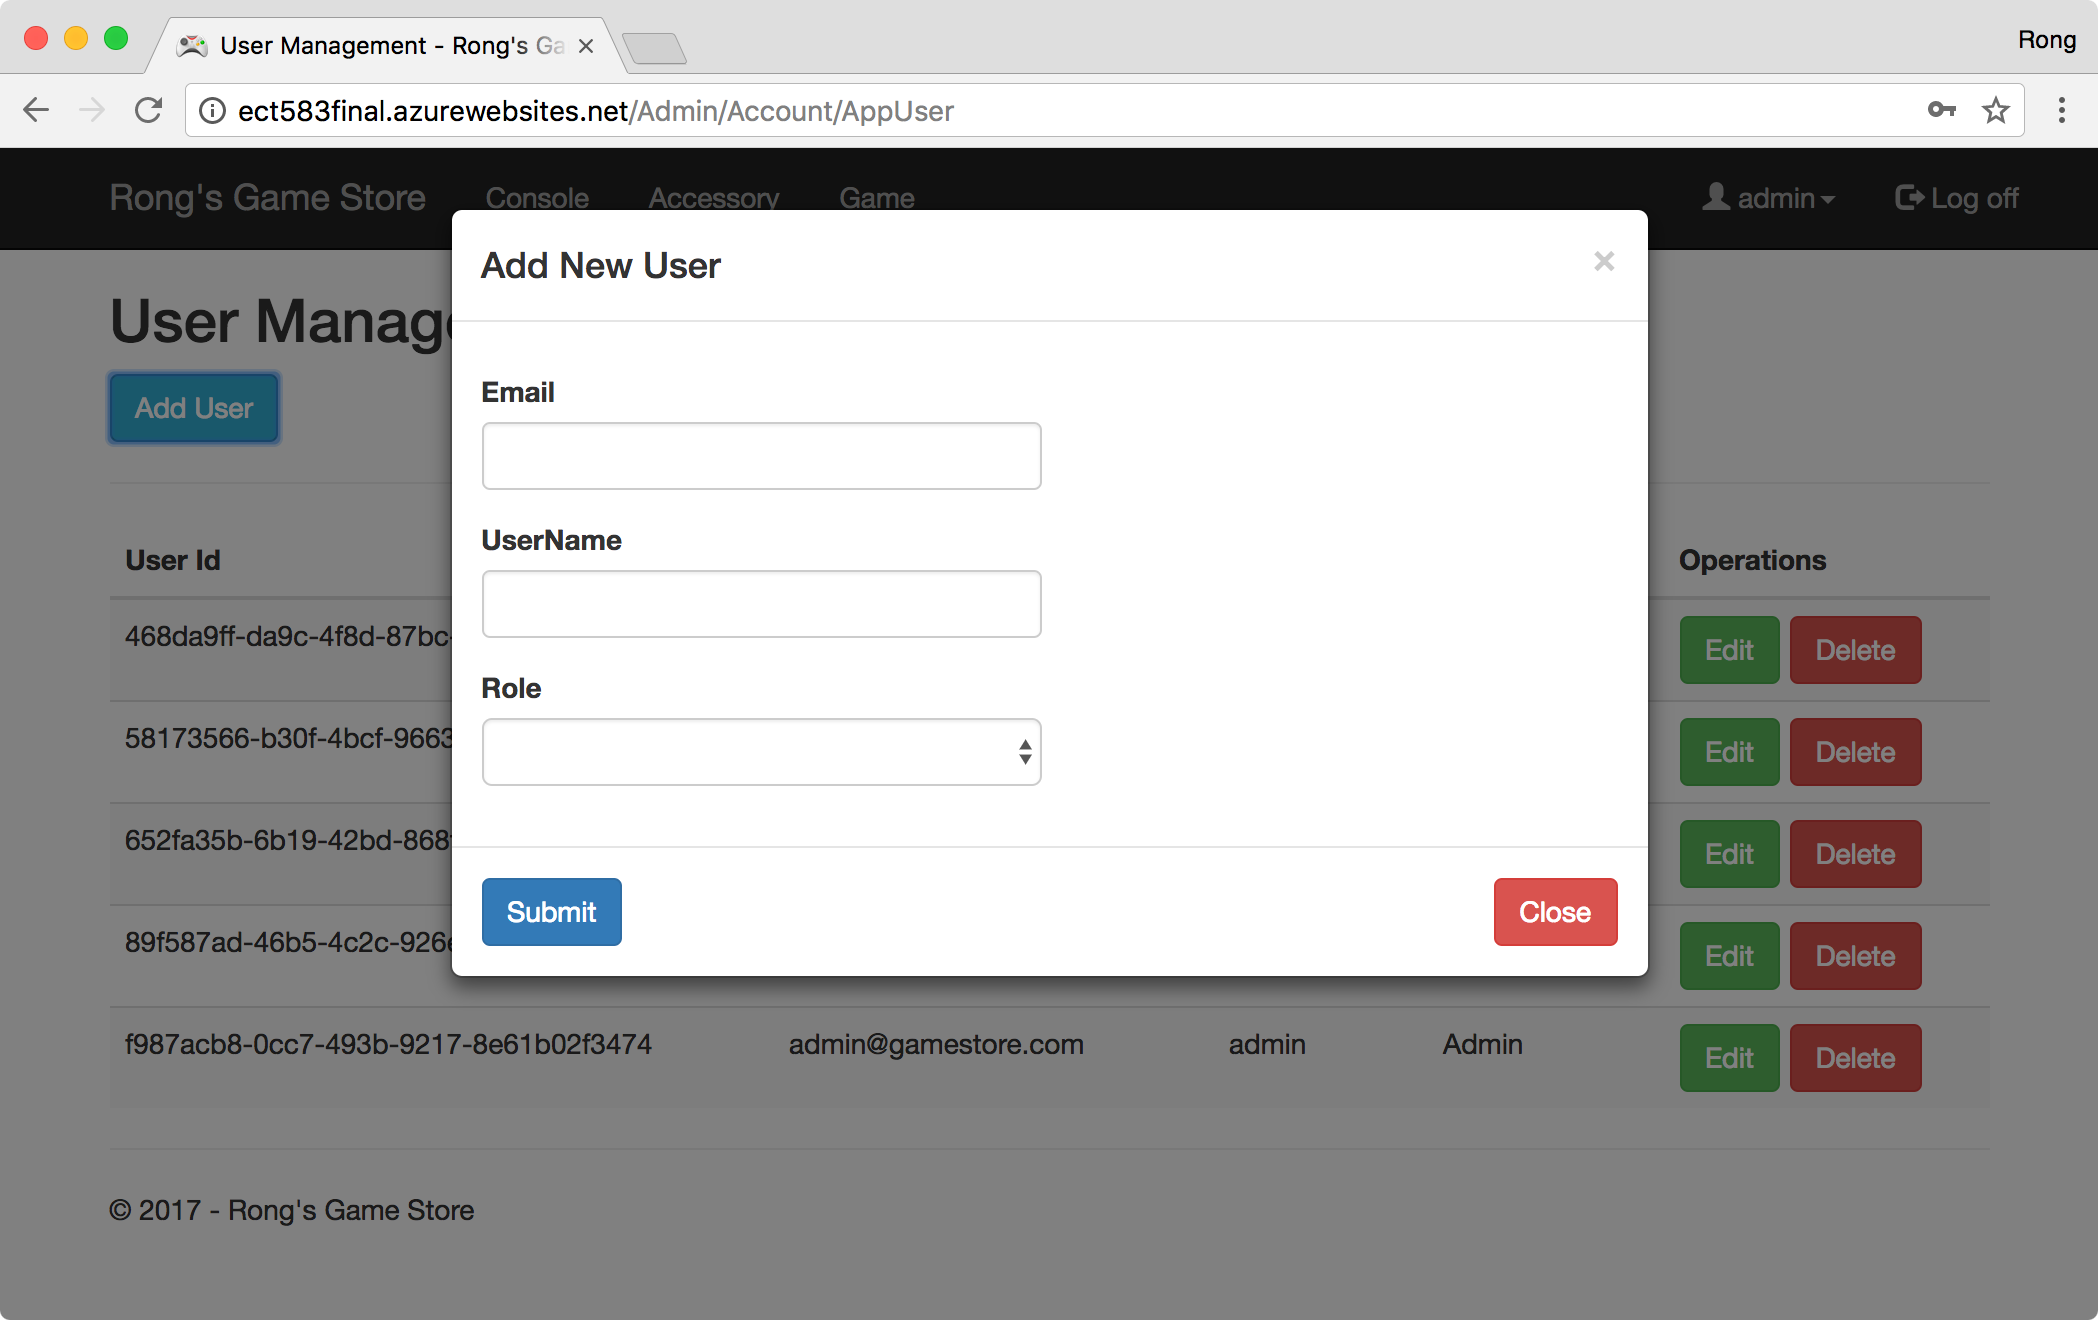 User Management - Rong's Ga
Rong
ect583final.azurewebsites.net/Admin/Account/AppUser
Rong's Game Store Console Accessory Game admin Log off
Add New User ×
User Manage
Add User
Email
UserName
User Id Operations
468da9ff-da9c-4f8d-87bc- Edit Delete
Role
58173566-b30f-4bcf-9663 Edit Delete
652fa35b-6b19-42bd-868 Edit Delete
Submit Close
89f587ad-46b5-4c2c-926 Edit Delete
f987acb8-0cc7-493b-9217-8e61b02f3474 admin@gamestore.com admin Admin Edit Delete
© 2017 - Rong's Game Store